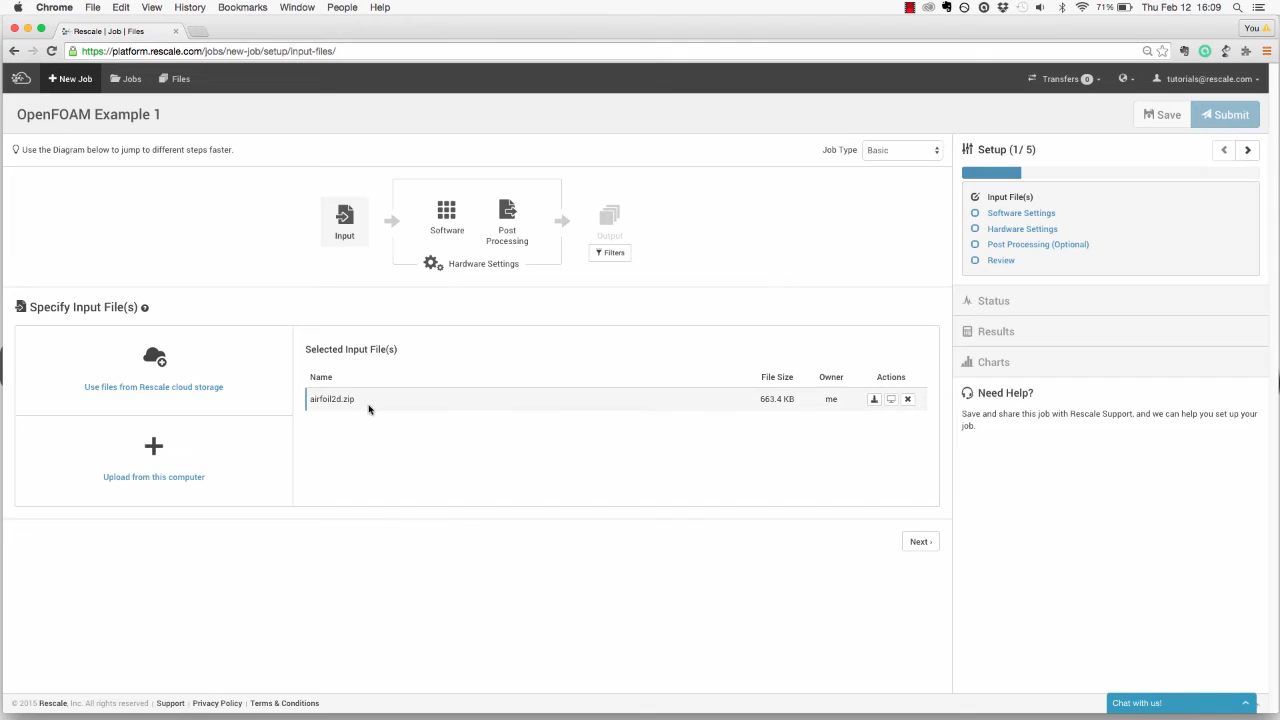 Chrome File Edit View History Bookmarks Window People Help 71% Thu Feb 12 16:09
Rescale | Job | Files You
https://platform.rescale.com/jobs/new-job/setup/input-files/
New Job Jobs Files Transfers 0 tutorials@rescale.com
OpenFOAM Example 1 Save Submit
Use the Diagram below to jump to different steps faster. Job Type Basic
Input
Software
Post
Processing
Hardware Settings
Output
Filters
Specify Input File(s)
Use files from Rescale cloud storage
Upload from this computer
Selected Input File(s)
Name File Size Owner Actions
airfoil2d.zip 663.4 KB me
Next ›
Setup (1/ 5)
Input File(s)
Software Settings
Hardware Settings
Post Processing (Optional)
Review
Status
Results
Charts
Need Help?
Save and share this job with Rescale Support, and we can help you set up your
job.
© 2015 Rescale, Inc. All rights reserved | Support | Privacy Policy | Terms & Conditions
Chat with us!